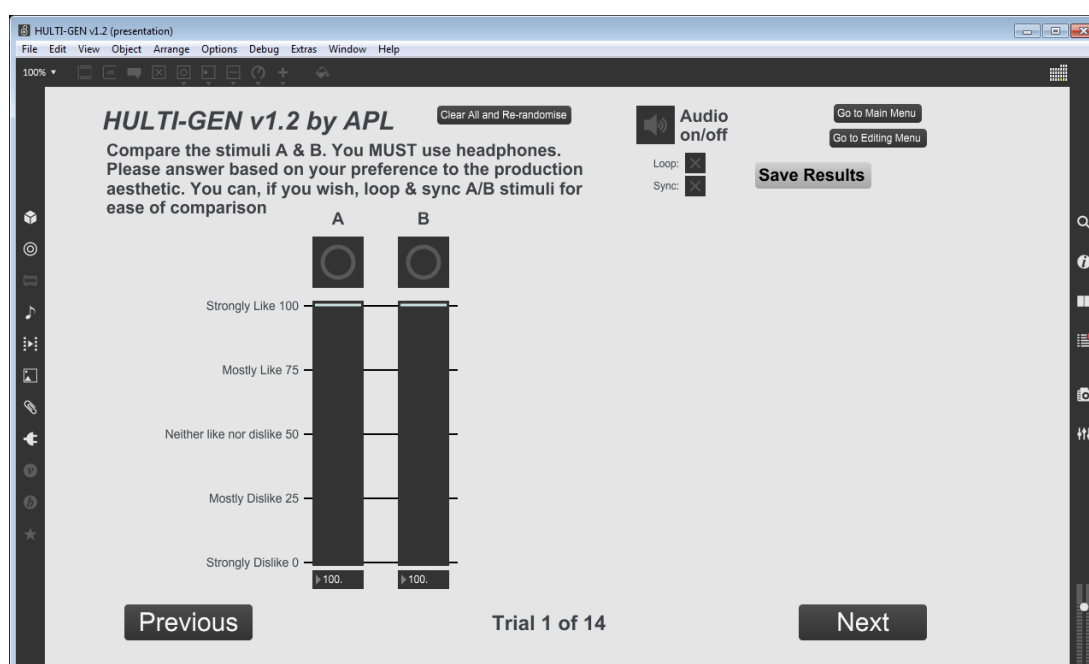 HULTI-GEN v1.2 (presentation)
File Edit View Object Arrange Options Debug Extras Window Help
100%
HULTI-GEN v1.2 by APL
Clear All and Re-randomise
Compare the stimuli A & B. You MUST use headphones.
Please answer based on your preference to the production
aesthetic. You can, if you wish, loop & sync A/B stimuli for
ease of comparison
Audio
on/off
Loop:
Sync:
Go to Main Menu
Go to Editing Menu
Save Results
A B
Strongly Like 100
Mostly Like 75
Neither like nor dislike 50
Mostly Dislike 25
Strongly Dislike 0
100. 100.
Previous
Trial 1 of 14
Next